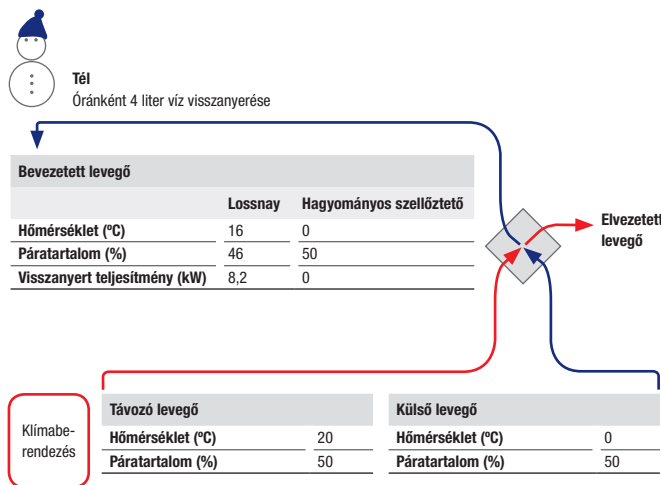 Tél
Óránként 4 liter víz visszanyerése
Bevezetett levegő
Lossnay Hagyományos szellőztető
Hőmérséklet (ºC) 16 0
Páratartalom (%) 46 50
Visszanyert teljesítmény (kW) 8,2 0
Elvezetett
levegő
Klímabe-
rendezés
Távozó levegő
Hőmérséklet (ºC) 20
Páratartalom (%) 50
Külső levegő
Hőmérséklet (ºC) 0
Páratartalom (%) 50